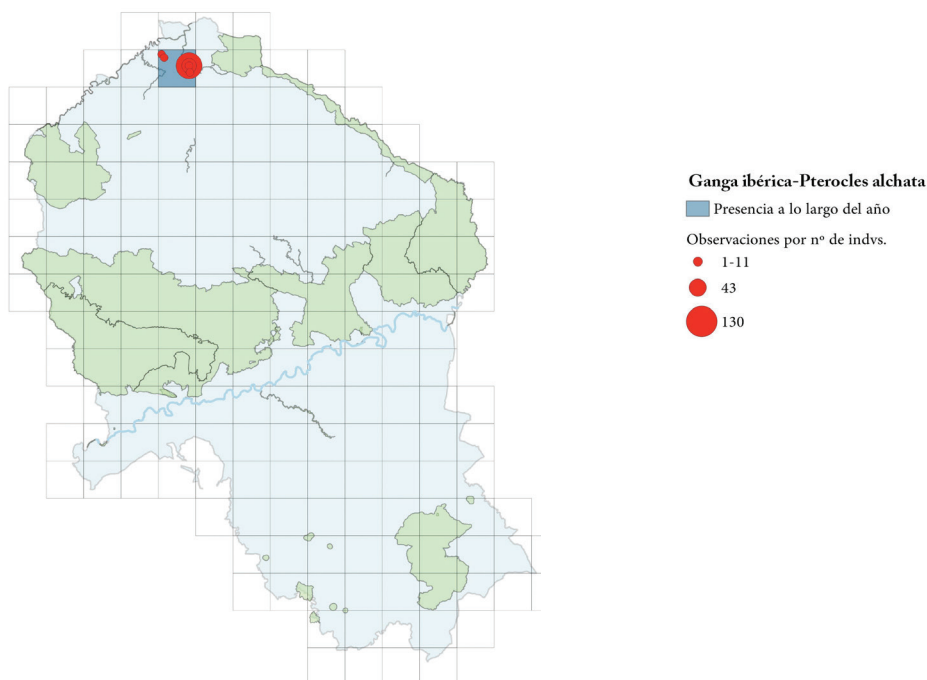 Ganga ibérica-Pterocles alchata
Presencia a lo largo del año
Observaciones por nº de indvs.
1-11
43
130